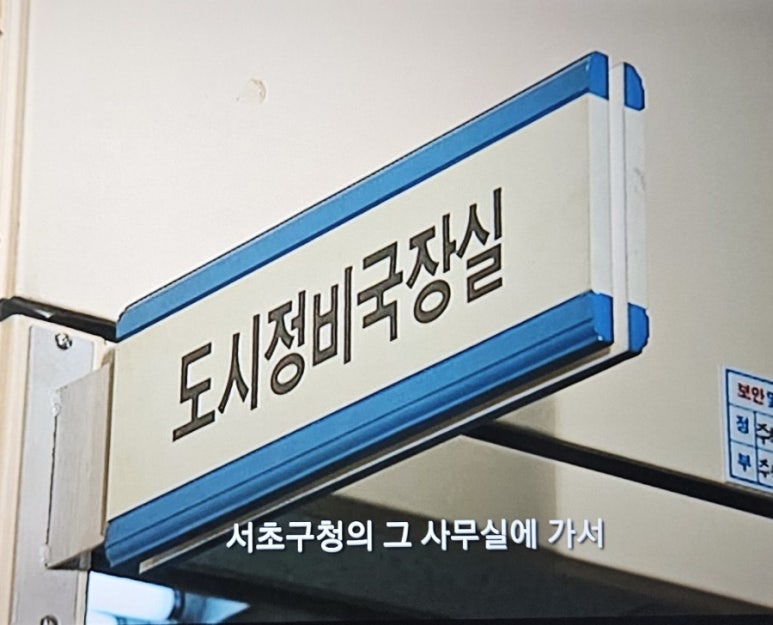 도시정비국장실
보안
정
부
서초구청의 그 사무실에 가서